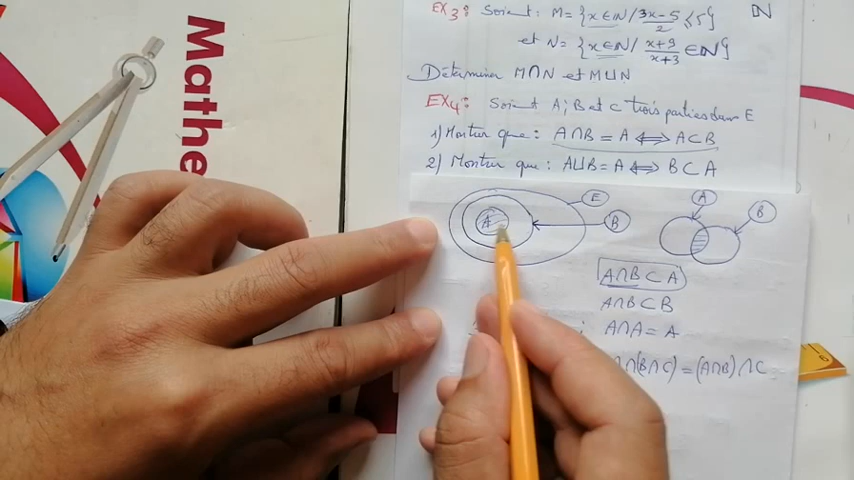 Mathe
EX3: Soient: M = {x∈ℕ / 3x-5/2 ≤ 5} ℕ
et N = {x∈ℕ / x+9/x+3 ∈ ℕ}
Déterminer M∩N et M∪N
EX4: Soient A; B et C trois parties dans E
1) Montrer que: A∩B = A ⟺ A⊂B
2) Montrer que: A∪B = A ⟺ B⊂A
A E B A B
A∩B⊂A
A∩B⊂B
A∩A = A
∩(B∩C) = (A∩B)∩C